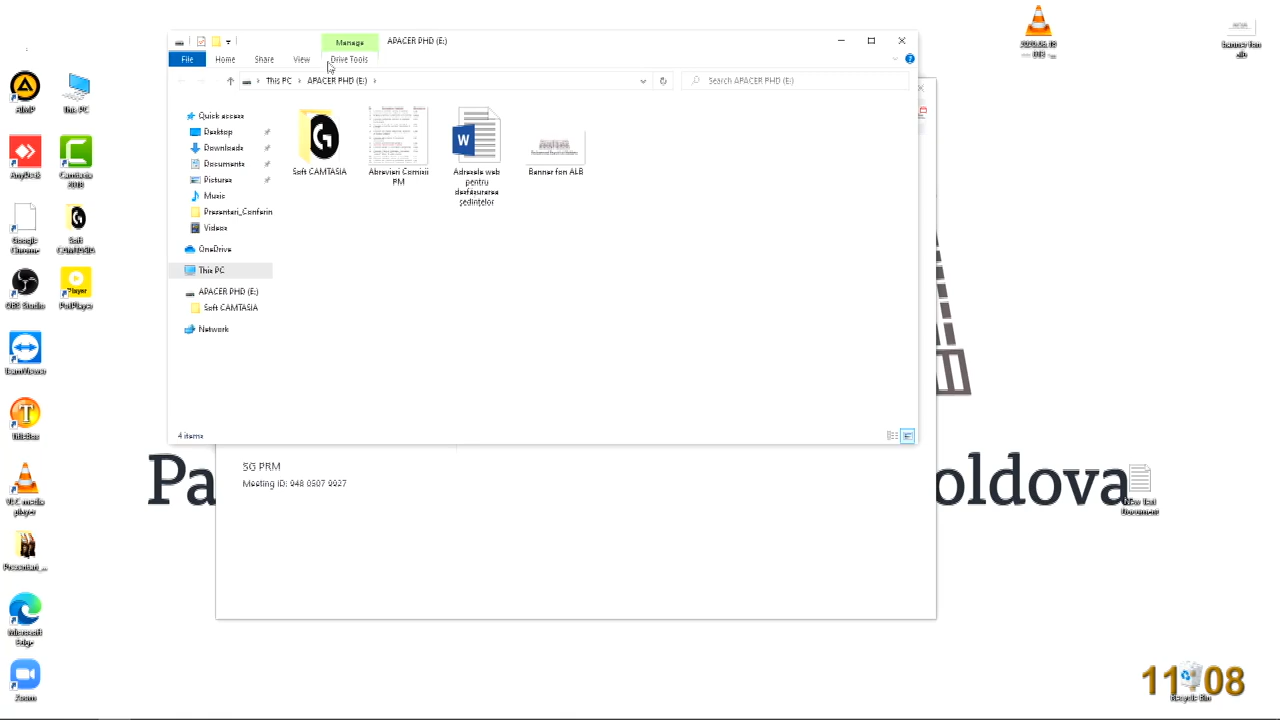 Manage
APACER PHD (E:)
File
Home
Share
View
Drive Tools
This PC
APACER PHD (E:)
Search APACER PHD (E:)
Quick access
Desktop
Downloads
Documents
Pictures
Music
Presentari_Conferin
Videos
OneDrive
This PC
APACER PHD (E:)
Soft CAMTASIA
Network
Soft CAMTASIA
Abrevieri Comisii
PM
Adresele web
pentru
desfășurarea
ședințelor
Banner fon ALB
4 items
SG PRM
Meeting ID: 948 0507 9927
Pa
oldova
AIMP
This PC
AnyDesk
Camtasia
2018
Google
Chrome
Soft
CAMTASIA
OBS Studio
Player
PotPlayer
TeamViewer
VLC media
player
Presentari_...
Microsoft
Edge
Zoom
banner fon
alb
New Text
Document
11 08
Recycle Bin